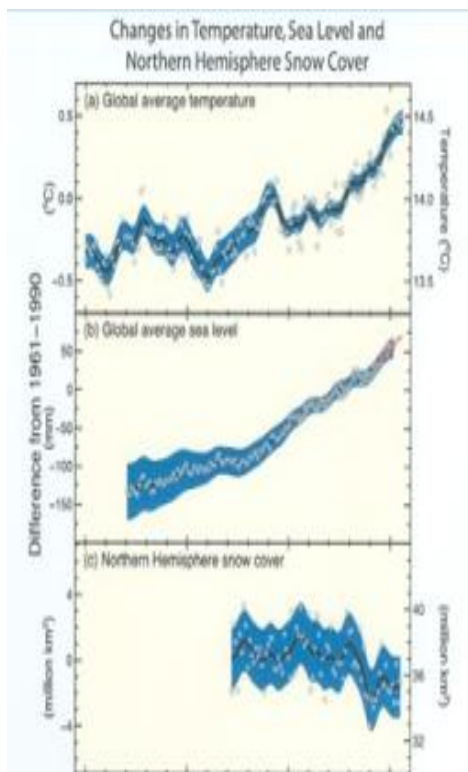 Changes in Temperature, Sea Level and
Northern Hemisphere Snow Cover
(a) Global average temperature
0.5
0.0
−0.5
(°C)
14.5
14.0
13.5
Temperature (°C)
Difference from 1961–1990
(b) Global average sea level
50
0
−50
−100
−150
(mm)
(c) Northern Hemisphere snow cover
4
0
−4
(million km²)
40
36
32
(million km²)